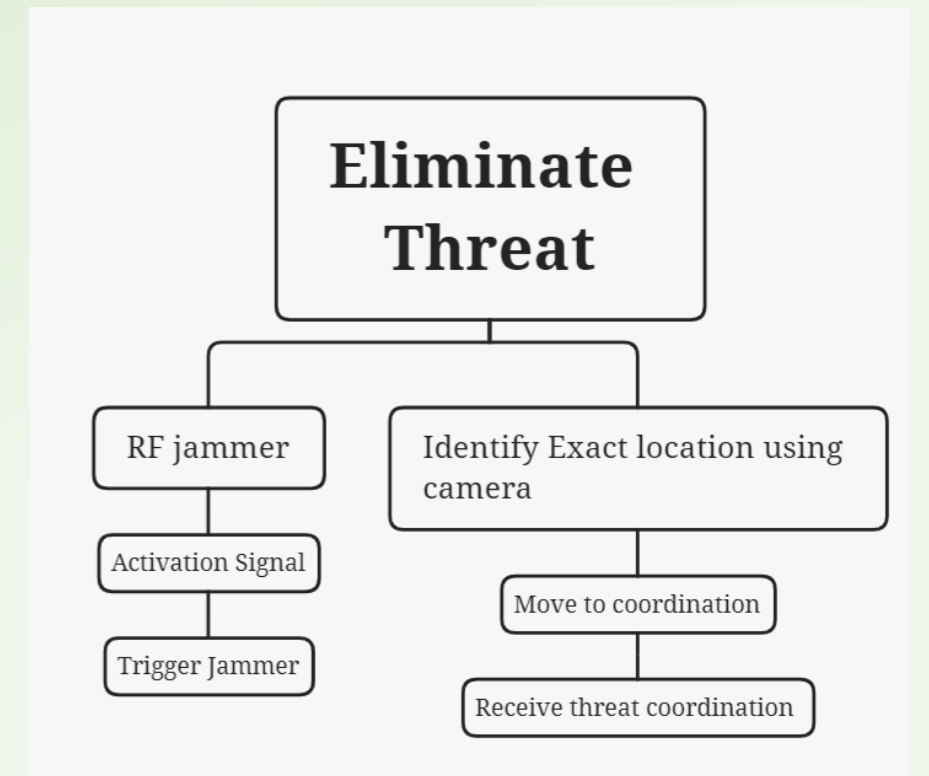 Eliminate
Threat
RF jammer
Identify Exact location using
camera
Activation Signal
Move to coordination
Trigger Jammer
Receive threat coordination